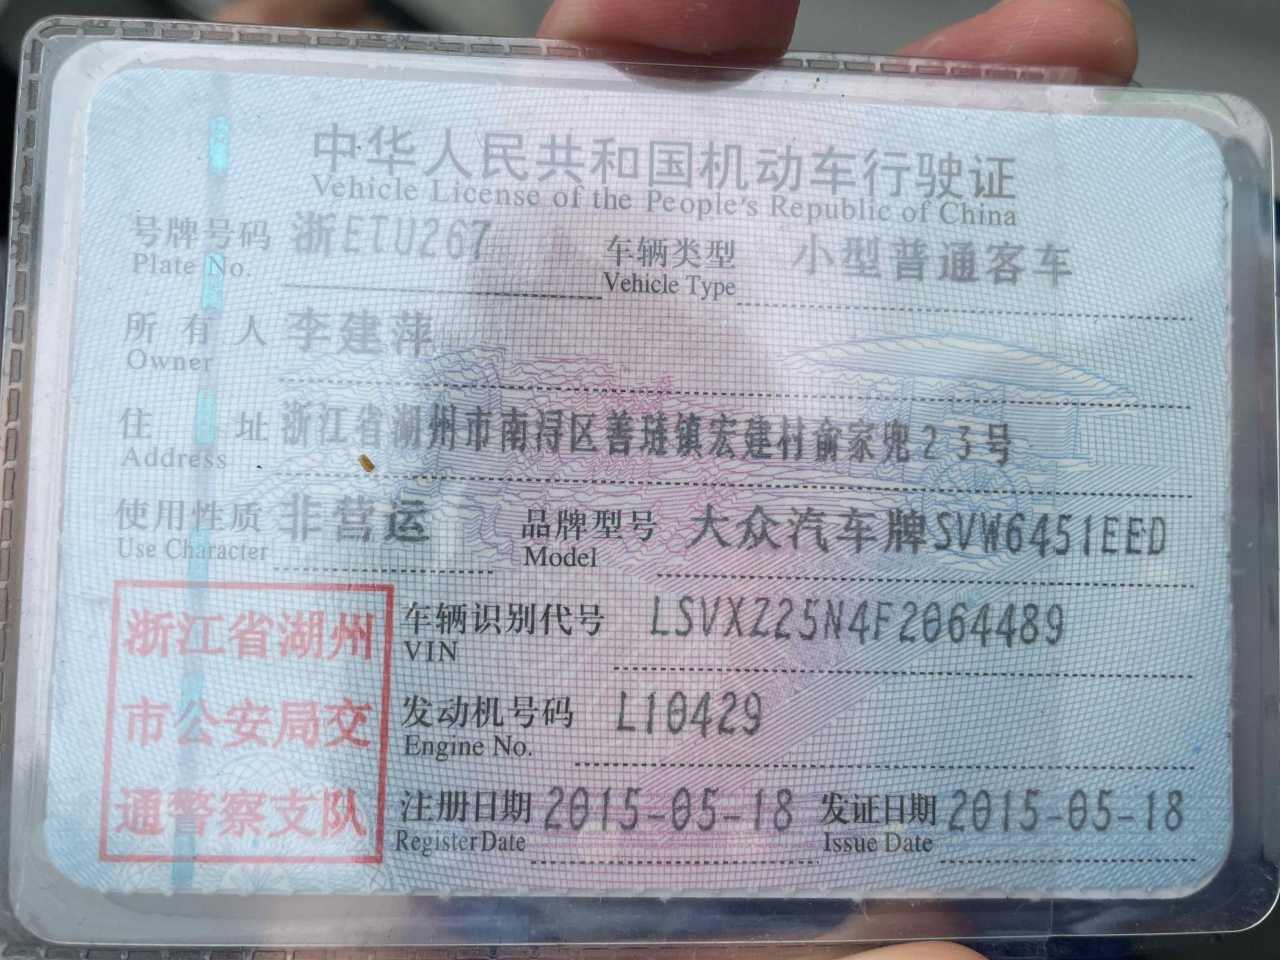 中华人民共和国机动车行驶证
Vehicle License of the People's Republic of China
号牌号码 浙ETU267 车辆类型 小型普通客车
Plate No. Vehicle Type
所有人 李建萍
Owner
住址 浙江省湖州市南浔区善琏镇宏建村俞家兜23号
Address
使用性质 非营运 品牌型号 大众汽车牌SVW6451EED
Use Character Model
车辆识别代号 LSVXZ25N4F2064489
VIN
发动机号码 L10429
Engine No.
注册日期 2015-05-18 发证日期 2015-05-18
Register Date Issue Date
浙江省湖州
市公安局交
通警察支队